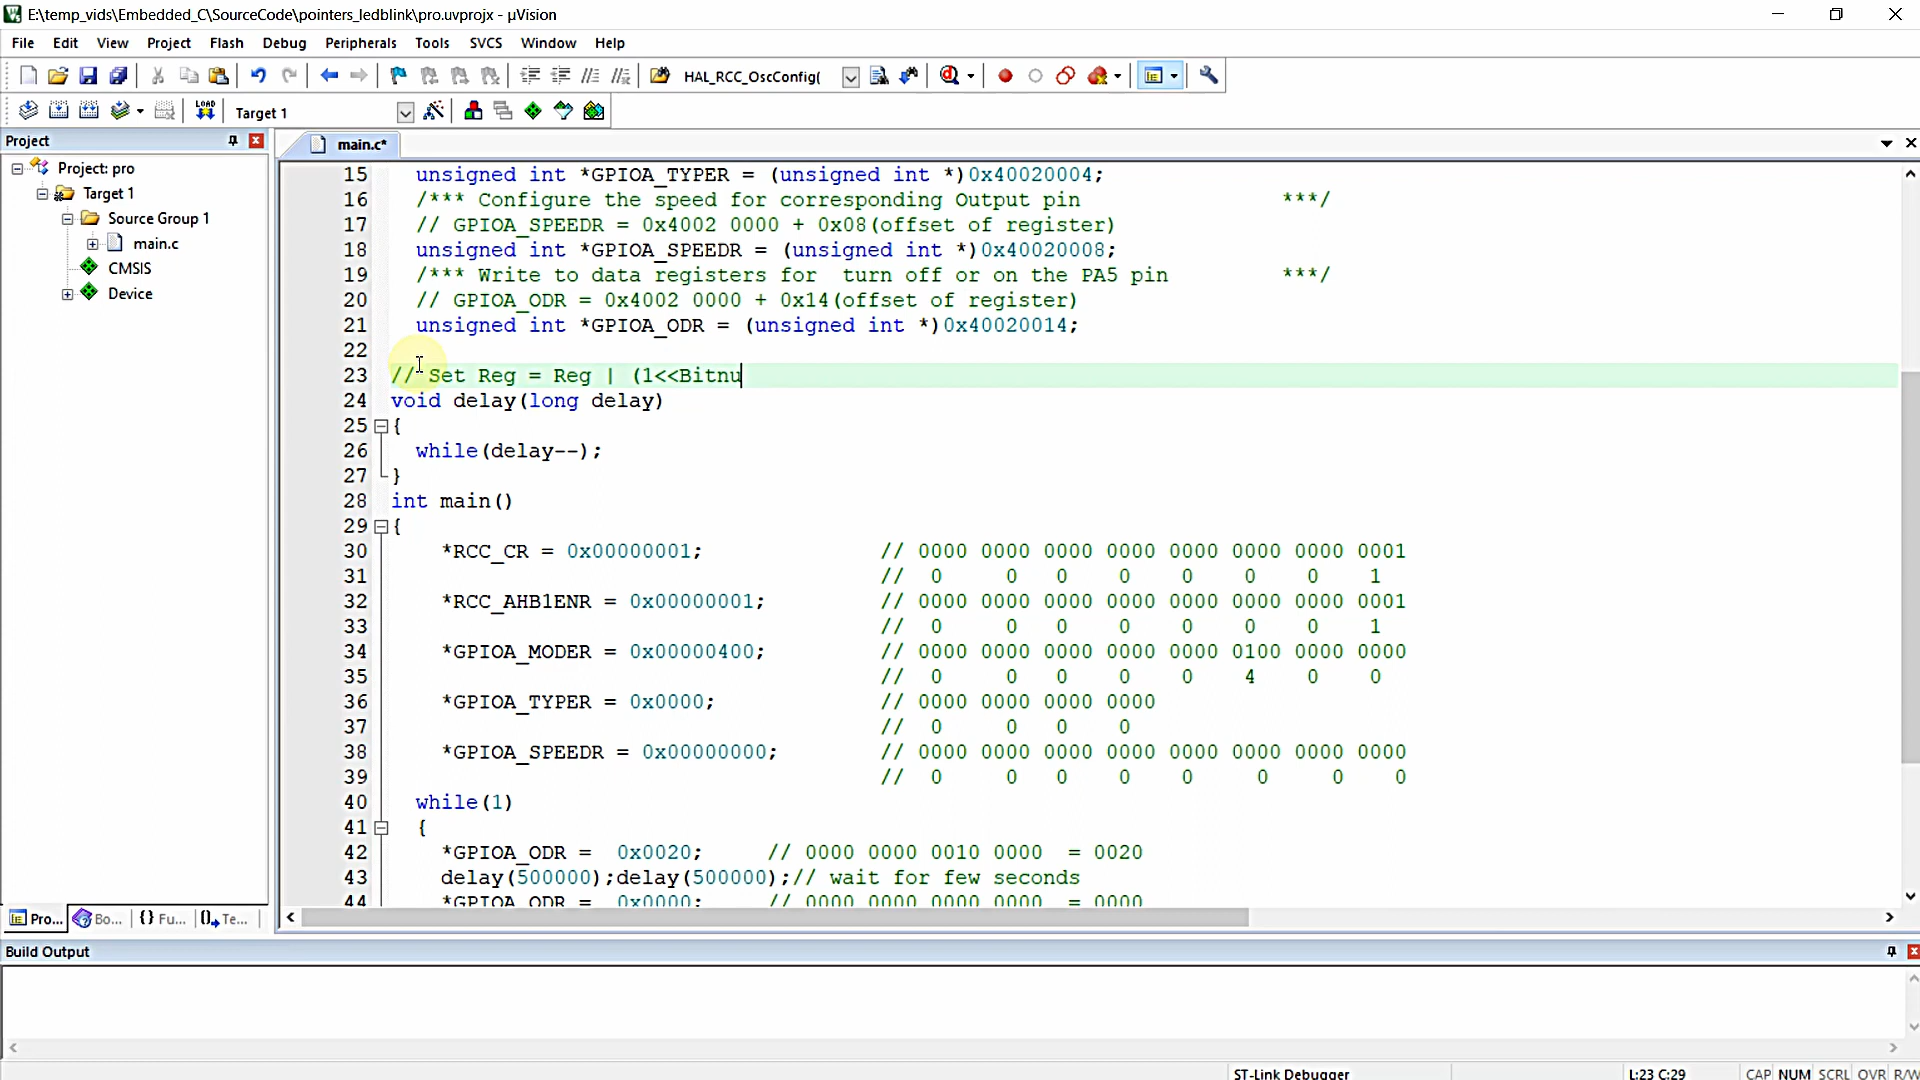 E:\temp_vids\Embedded_C\SourceCode\pointers_ledblink\pro.uvprojx - µVision
File Edit View Project Flash Debug Peripherals Tools SVCS Window Help
HAL_RCC_OscConfig(
LOAD Target 1
Project
main.c*
Project: pro
Target 1
Source Group 1
main.c
CMSIS
Device
15 unsigned int *GPIOA_TYPER = (unsigned int *)0x40020004;
16 /*** Configure the speed for corresponding Output pin ***/
17 // GPIOA_SPEEDR = 0x4002 0000 + 0x08(offset of register)
18 unsigned int *GPIOA_SPEEDR = (unsigned int *)0x40020008;
19 /*** Write to data registers for turn off or on the PA5 pin ***/
20 // GPIOA_ODR = 0x4002 0000 + 0x14(offset of register)
21 unsigned int *GPIOA_ODR = (unsigned int *)0x40020014;
22
23 // Set Reg = Reg | (1<<Bitnu
24 void delay(long delay)
25 {
26 while(delay--);
27 }
28 int main()
29 {
30 *RCC_CR = 0x00000001; // 0000 0000 0000 0000 0000 0000 0000 0001
31 // 0 0 0 0 0 0 0 1
32 *RCC_AHB1ENR = 0x00000001; // 0000 0000 0000 0000 0000 0000 0000 0001
33 // 0 0 0 0 0 0 0 1
34 *GPIOA_MODER = 0x00000400; // 0000 0000 0000 0000 0000 0100 0000 0000
35 // 0 0 0 0 0 4 0 0
36 *GPIOA_TYPER = 0x0000; // 0000 0000 0000 0000
37 // 0 0 0 0
38 *GPIOA_SPEEDR = 0x00000000; // 0000 0000 0000 0000 0000 0000 0000 0000
39 // 0 0 0 0 0 0 0 0
40 while(1)
41 {
42 *GPIOA_ODR = 0x0020; // 0000 0000 0010 0000 = 0020
43 delay(500000);delay(500000);// wait for few seconds
44 *GPIOA_ODR = 0x0000; // 0000 0000 0000 0000 = 0000
Pro... Bo... {} Fu... Te...
Build Output
ST-Link Debugger L:23 C:29 CAP NUM SCRL OVR R/W